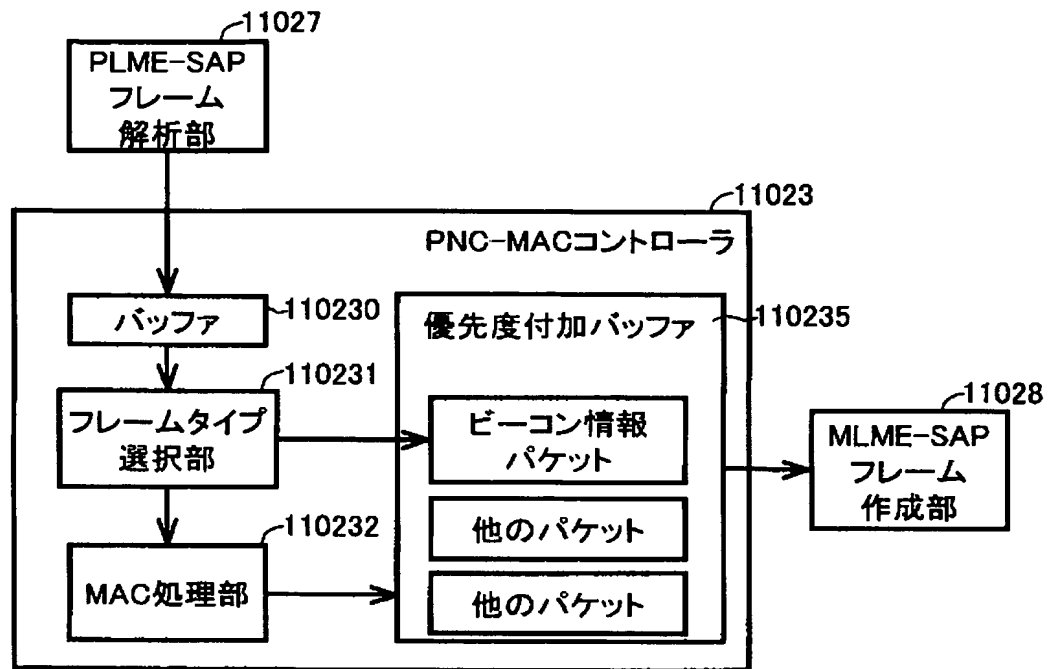 11027
PLME-SAP
フレーム
解析部
11023
PNC-MACコントローラ
バッファ
110230
優先度付加バッファ
110235
110231
フレームタイプ
選択部
ビーコン情報
パケット
11028
MLME-SAP
フレーム
作成部
110232
MAC処理部
他のパケット
他のパケット